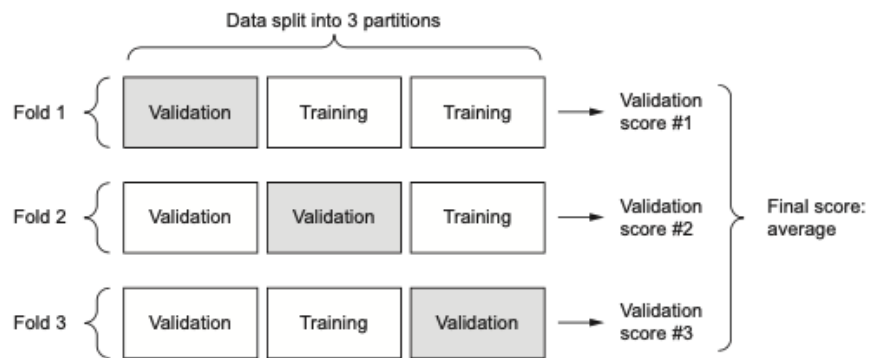 Data split into 3 partitions
Fold 1
Validation
Training
Training
Validation
score #1
Fold 2
Validation
Validation
Training
Validation
score #2
Final score:
average
Fold 3
Validation
Training
Validation
Validation
score #3